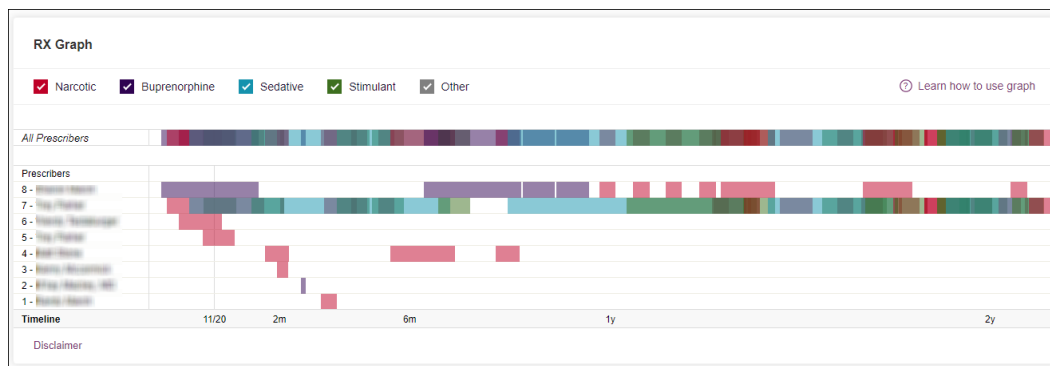 RX Graph
Narcotic Buprenorphine Sedative Stimulant Other Learn how to use graph
All Prescribers
Prescribers
8 -
7 -
6 -
5 -
4 -
3 -
2 -
1 -
Timeline 11/20 2m 6m 1y 2y
Disclaimer